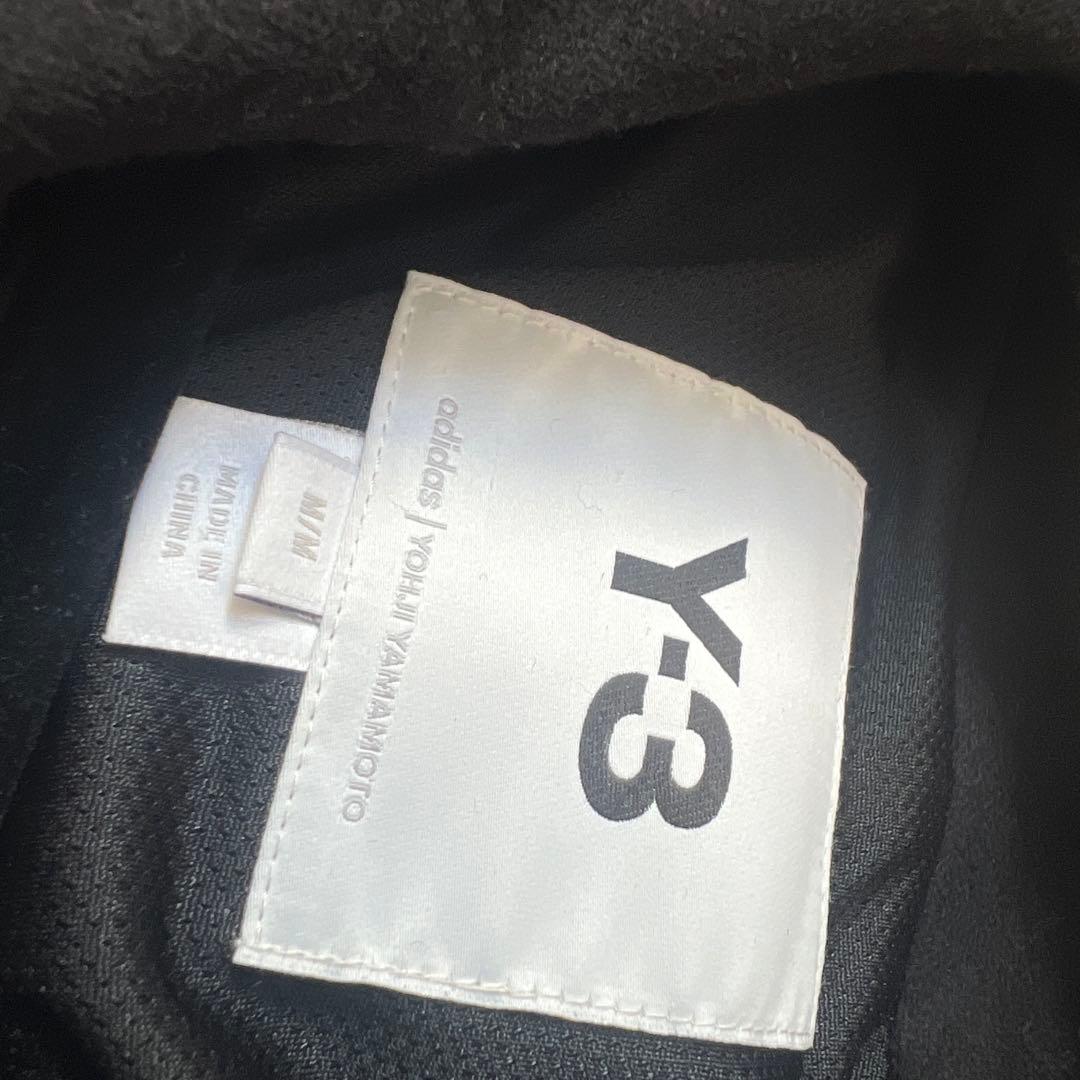 Y-3
adidas | YOHJI YAMAMOTO
M/M
MADE IN
CHINA